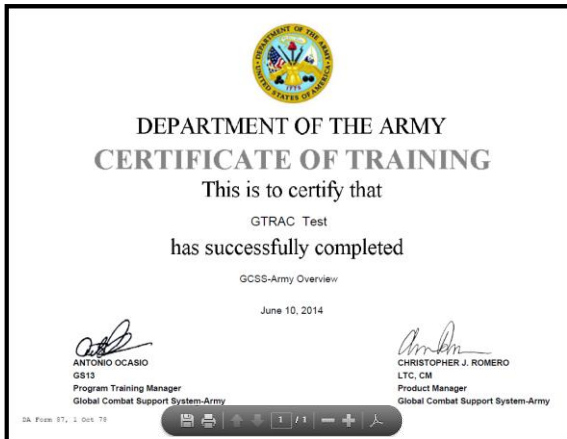 DEPARTMENT OF THE ARMY
UNITED STATES OF AMERICA
1775
DEPARTMENT OF THE ARMY
CERTIFICATE OF TRAINING
This is to certify that
GTRAC Test
has successfully completed
GCSS-Army Overview
June 10, 2014
ANTONIO OCASIO
GS13
Program Training Manager
Global Combat Support System-Army
CHRISTOPHER J. ROMERO
LTC, CM
Product Manager
Global Combat Support System-Army
DA Form 87, 1 Oct 78
1 / 1